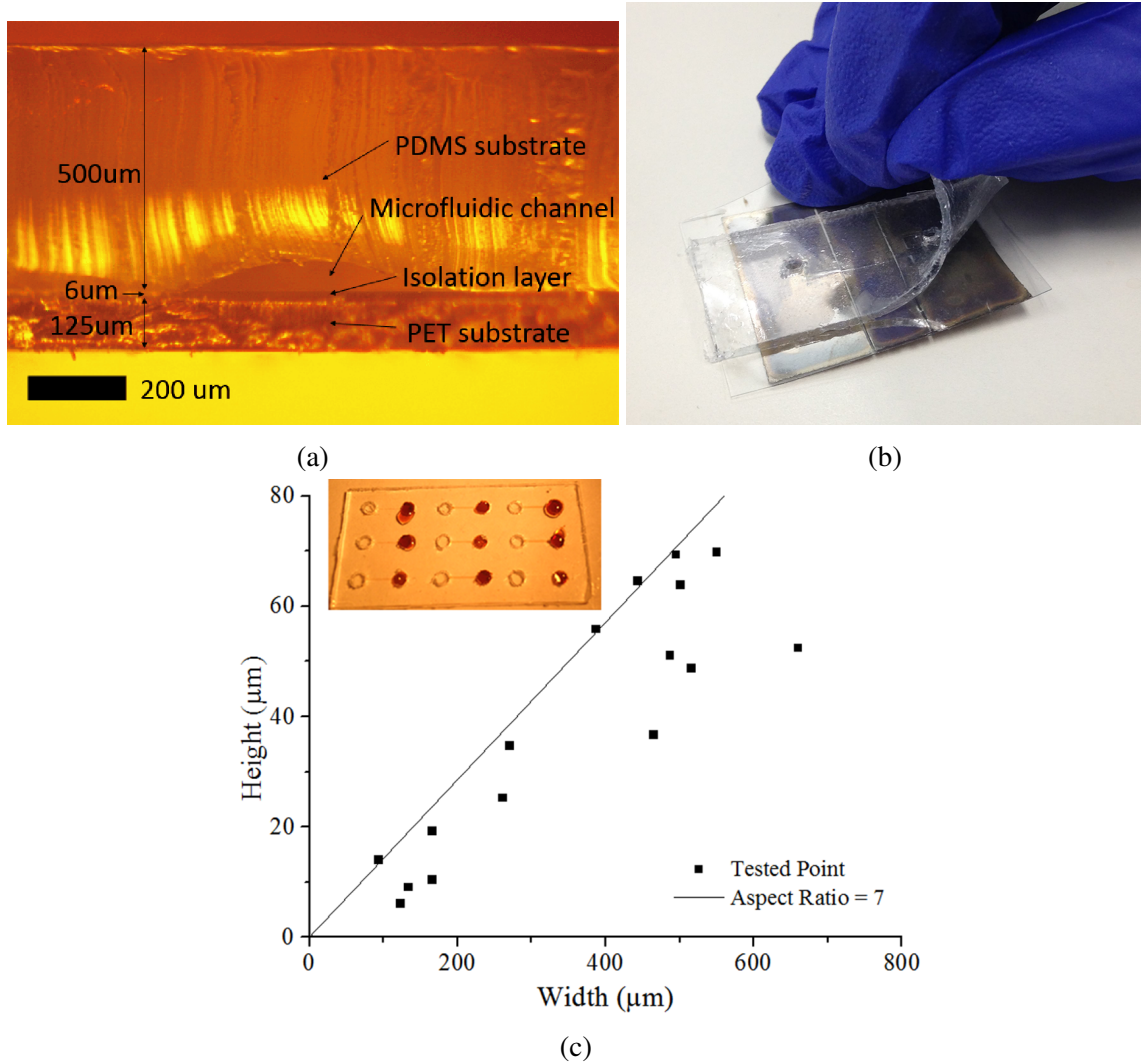 PDMS substrate
500um
Microfluidic channel
Isolation layer
6um
125um
PET substrate
200 um
(a)
(b)
80
60
40
20
0
Height (μm)
Tested Point
Aspect Ratio = 7
0 200 400 600 800
Width (μm)
(c)